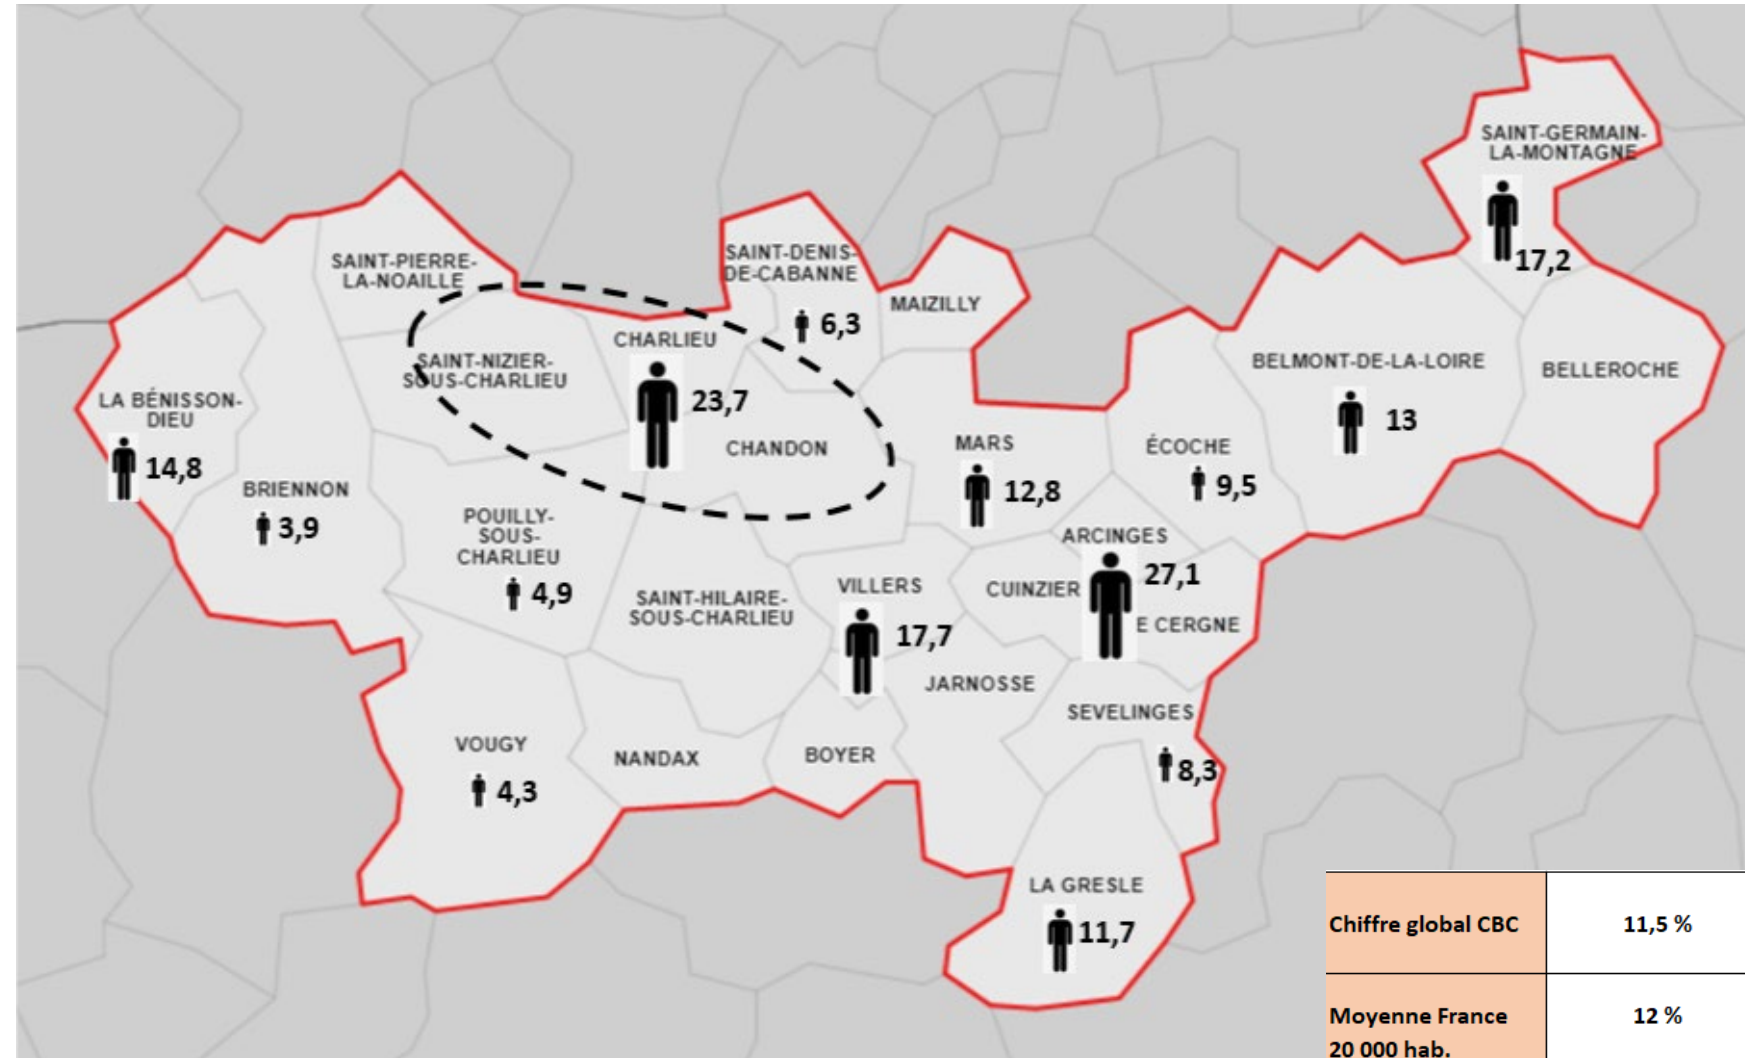 SAINT-GERMAIN-
LA-MONTAGNE
17,2
SAINT-PIERRE-
LA-NOAILLE
SAINT-DENIS-
DE-CABANNE
6,3
MAIZILLY
CHARLIEU
23,7
SAINT-NIZIER-
SOUS-CHARLIEU
BELMONT-DE-LA-LOIRE
13
BELLEROCHE
LA BÉNISSON-
DIEU
14,8
CHANDON
MARS
12,8
ÉCOCHE
9,5
BRIENNON
3,9
POUILLY-
SOUS-
CHARLIEU
4,9
ARCINGES
27,1
CUINZIER
E CERGNE
VILLERS
17,7
SAINT-HILAIRE-
SOUS-CHARLIEU
JARNOSSE
SEVELINGES
8,3
VOUGY
4,3
NANDAX
BOYER
LA GRESLE
11,7
Chiffre global CBC 11,5 %
Moyenne France 12 %
20 000 hab.